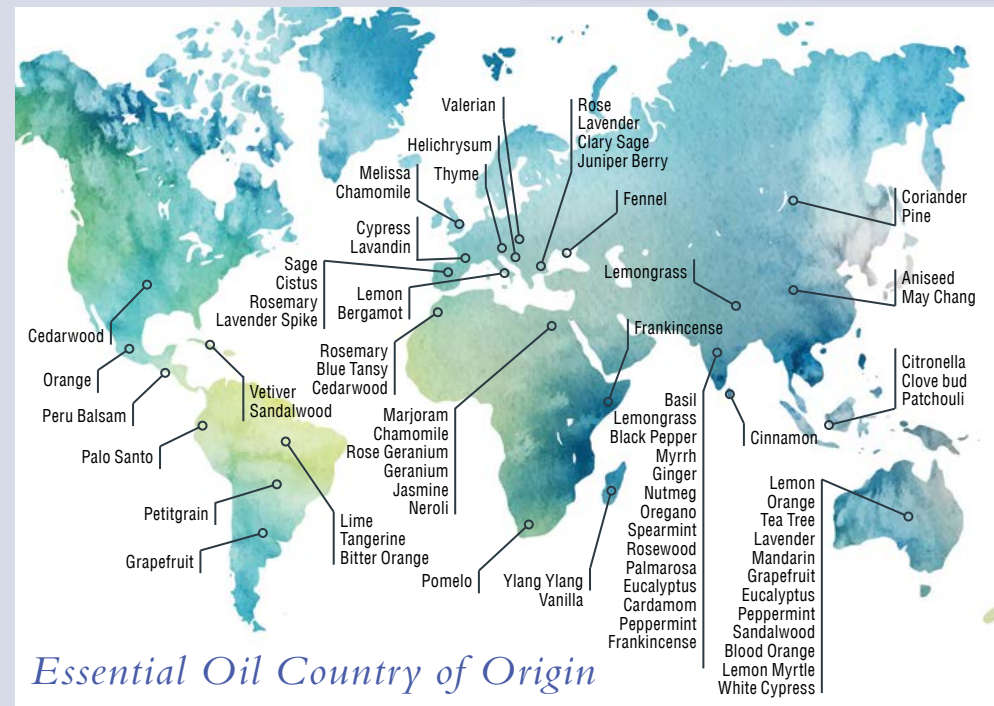 Valerian
Rose
Lavender
Clary Sage
Juniper Berry
Helichrysum
Thyme
Melissa
Chamomile
Fennel
Coriander
Pine
Cypress
Lavandin
Sage
Cistus
Rosemary
Lavender Spike
Lemon
Bergamot
Lemongrass
Aniseed
May Chang
Cedarwood
Frankincense
Rosemary
Blue Tansy
Cedarwood
Orange
Vetiver
Sandalwood
Peru Balsam
Citronella
Clove bud
Patchouli
Marjoram
Chamomile
Rose Geranium
Geranium
Jasmine
Neroli
Basil
Lemongrass
Black Pepper
Myrrh
Ginger
Nutmeg
Oregano
Spearmint
Rosewood
Palmarosa
Eucalyptus
Cardamom
Peppermint
Frankincense
Cinnamon
Palo Santo
Petitgrain
Lime
Tangerine
Bitter Orange
Grapefruit
Pomelo
Ylang Ylang
Vanilla
Lemon
Orange
Tea Tree
Lavender
Mandarin
Grapefruit
Eucalyptus
Peppermint
Sandalwood
Blood Orange
Lemon Myrtle
White Cypress
Essential Oil Country of Origin